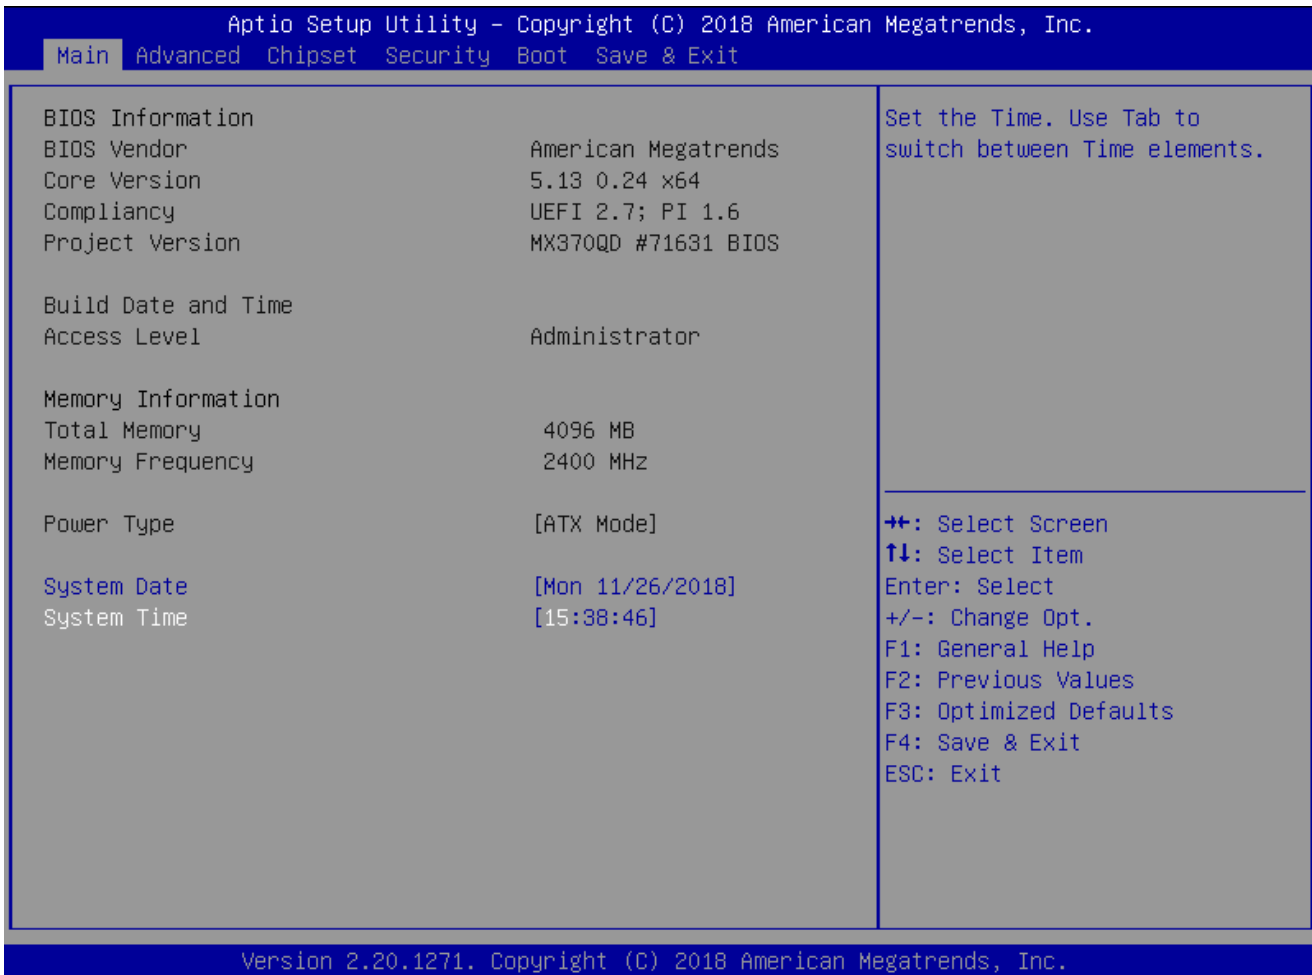 Aptio Setup Utility – Copyright (C) 2018 American Megatrends, Inc.
Main Advanced Chipset Security Boot Save & Exit
BIOS Information
BIOS Vendor American Megatrends
Core Version 5.13 0.24 x64
Compliancy UEFI 2.7; PI 1.6
Project Version MX370QD #71631 BIOS
Build Date and Time
Access Level Administrator
Memory Information
Total Memory 4096 MB
Memory Frequency 2400 MHz
Power Type [ATX Mode]
System Date [Mon 11/26/2018]
System Time [15:38:46]
Set the Time. Use Tab to
switch between Time elements.
→←: Select Screen
↑↓: Select Item
Enter: Select
+/-: Change Opt.
F1: General Help
F2: Previous Values
F3: Optimized Defaults
F4: Save & Exit
ESC: Exit
Version 2.20.1271. Copyright (C) 2018 American Megatrends, Inc.